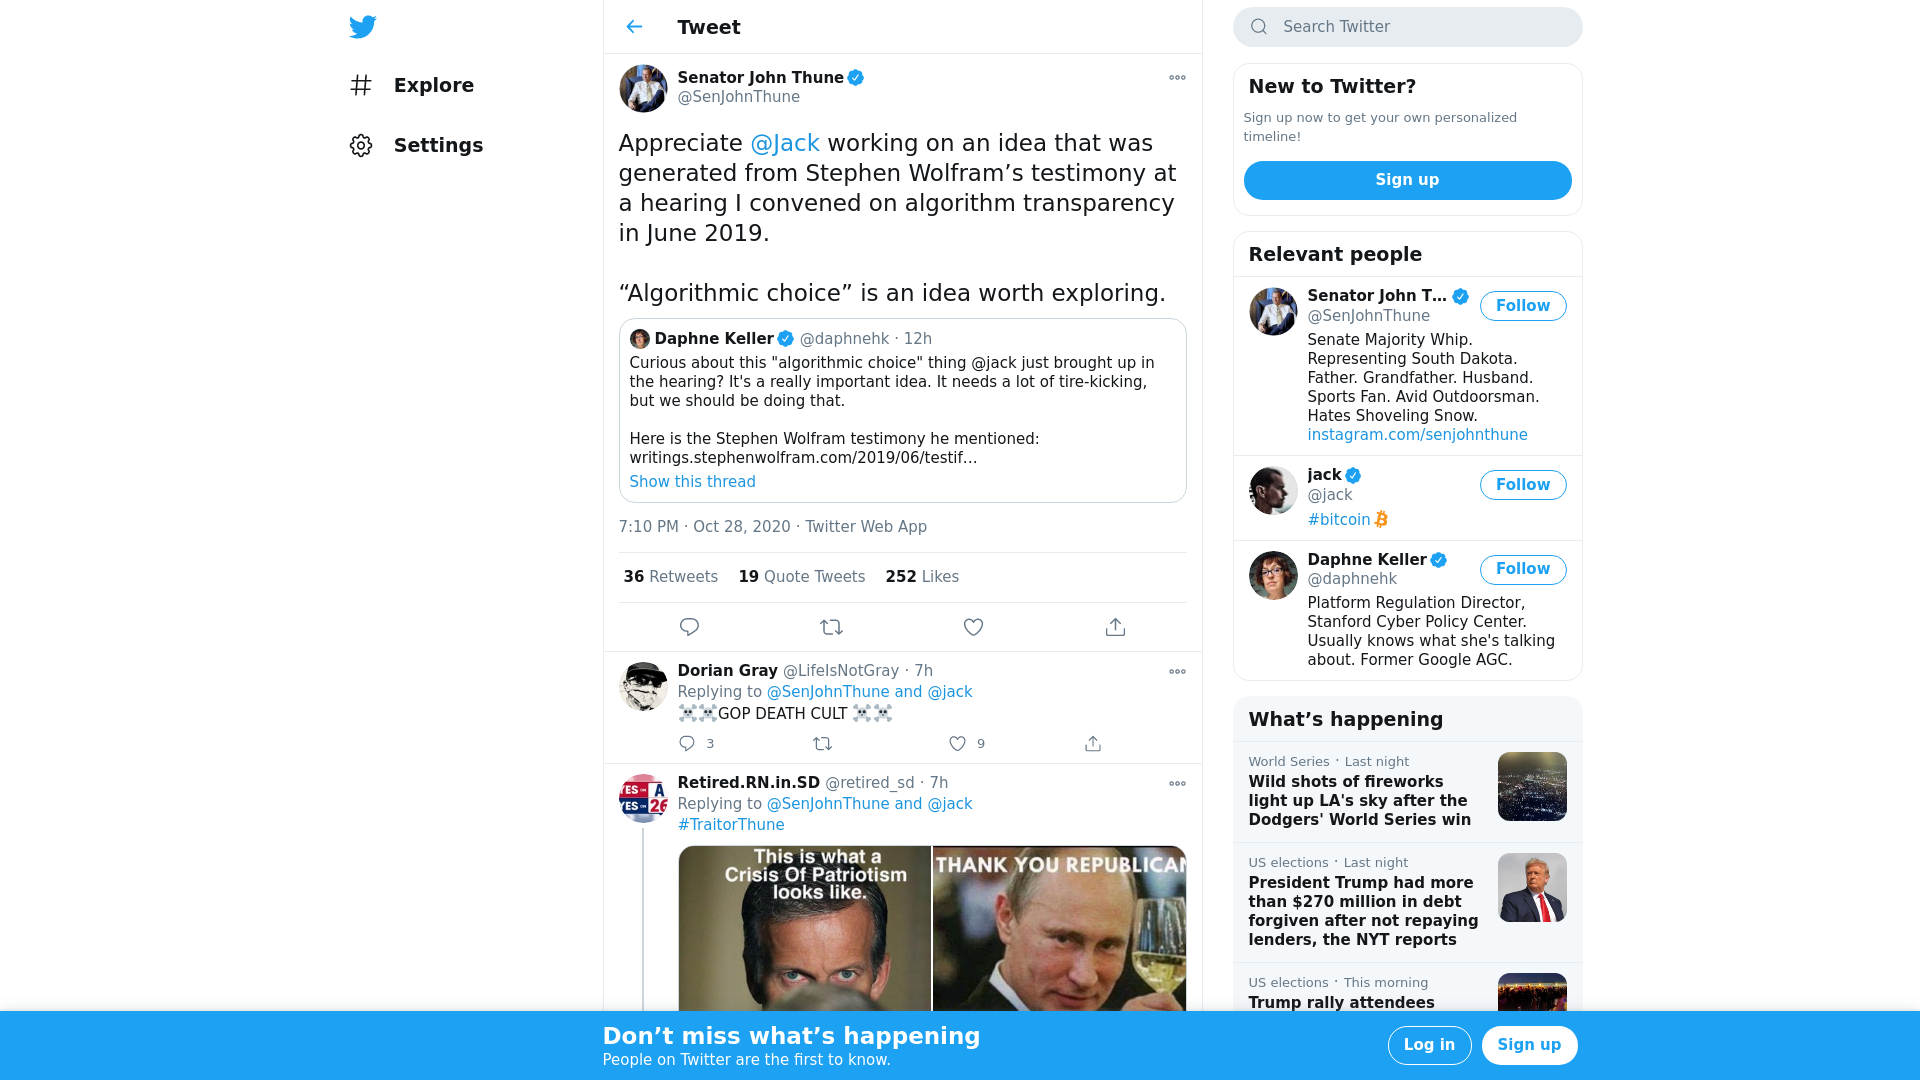 Explore
Settings
Tweet
Senator John Thune
@SenJohnThune
Appreciate @Jack working on an idea that was
generated from Stephen Wolfram’s testimony at
a hearing I convened on algorithm transparency
in June 2019.
“Algorithmic choice” is an idea worth exploring.
Daphne Keller @daphnehk · 12h
Curious about this "algorithmic choice" thing @jack just brought up in
the hearing? It's a really important idea. It needs a lot of tire-kicking,
but we should be doing that.
Here is the Stephen Wolfram testimony he mentioned:
writings.stephenwolfram.com/2019/06/testif…
Show this thread
7:10 PM · Oct 28, 2020 · Twitter Web App
36 Retweets 19 Quote Tweets 252 Likes
Dorian Gray @LifeIsNotGray · 7h
Replying to @SenJohnThune and @jack
☠️☠️GOP DEATH CULT ☠️☠️
3 9
Retired.RN.in.SD @retired_sd · 7h
Replying to @SenJohnThune and @jack
#TraitorThune
YES ON A
YES ON 26
This is what a
Crisis Of Patriotism
looks like.
THANK YOU REPUBLICAN
Search Twitter
New to Twitter?
Sign up now to get your own personalized
timeline!
Sign up
Relevant people
Senator John T…
@SenJohnThune
Follow
Senate Majority Whip.
Representing South Dakota.
Father. Grandfather. Husband.
Sports Fan. Avid Outdoorsman.
Hates Shoveling Snow.
instagram.com/senjohnthune
jack
@jack
Follow
#bitcoin
Daphne Keller
@daphnehk
Follow
Platform Regulation Director,
Stanford Cyber Policy Center.
Usually knows what she's talking
about. Former Google AGC.
What’s happening
World Series · Last night
Wild shots of fireworks
light up LA's sky after the
Dodgers' World Series win
US elections · Last night
President Trump had more
than $270 million in debt
forgiven after not repaying
lenders, the NYT reports
US elections · This morning
Trump rally attendees
Don’t miss what’s happening
People on Twitter are the first to know.
Log in
Sign up